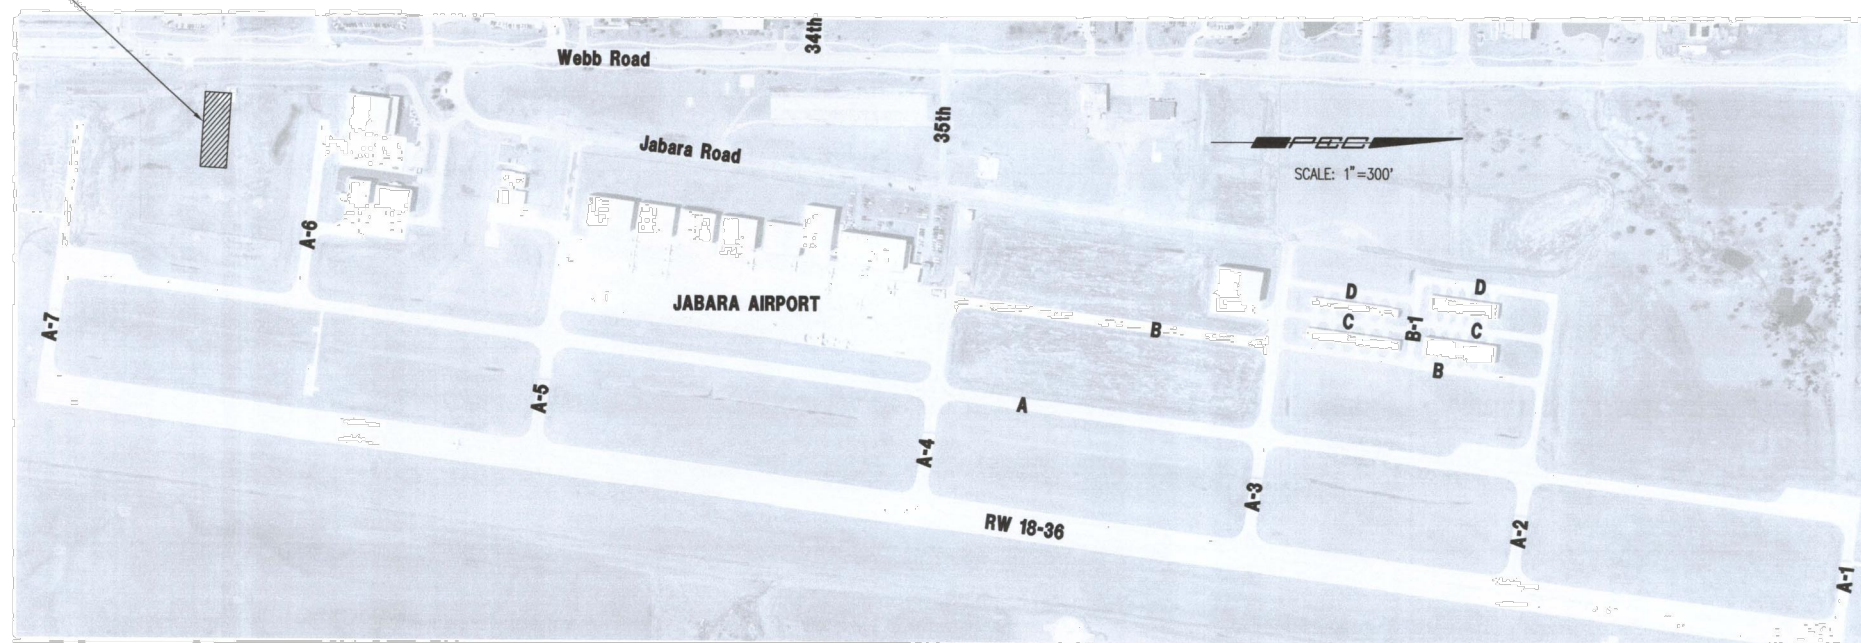 34th
Webb Road
35th
Jabara Road
PEC
SCALE: 1"=300'
A-6
JABARA AIRPORT
D
D
A-7
B
C
B-1
C
B
A-5
A
A-4
A-3
RW 18-36
A-2
A-1